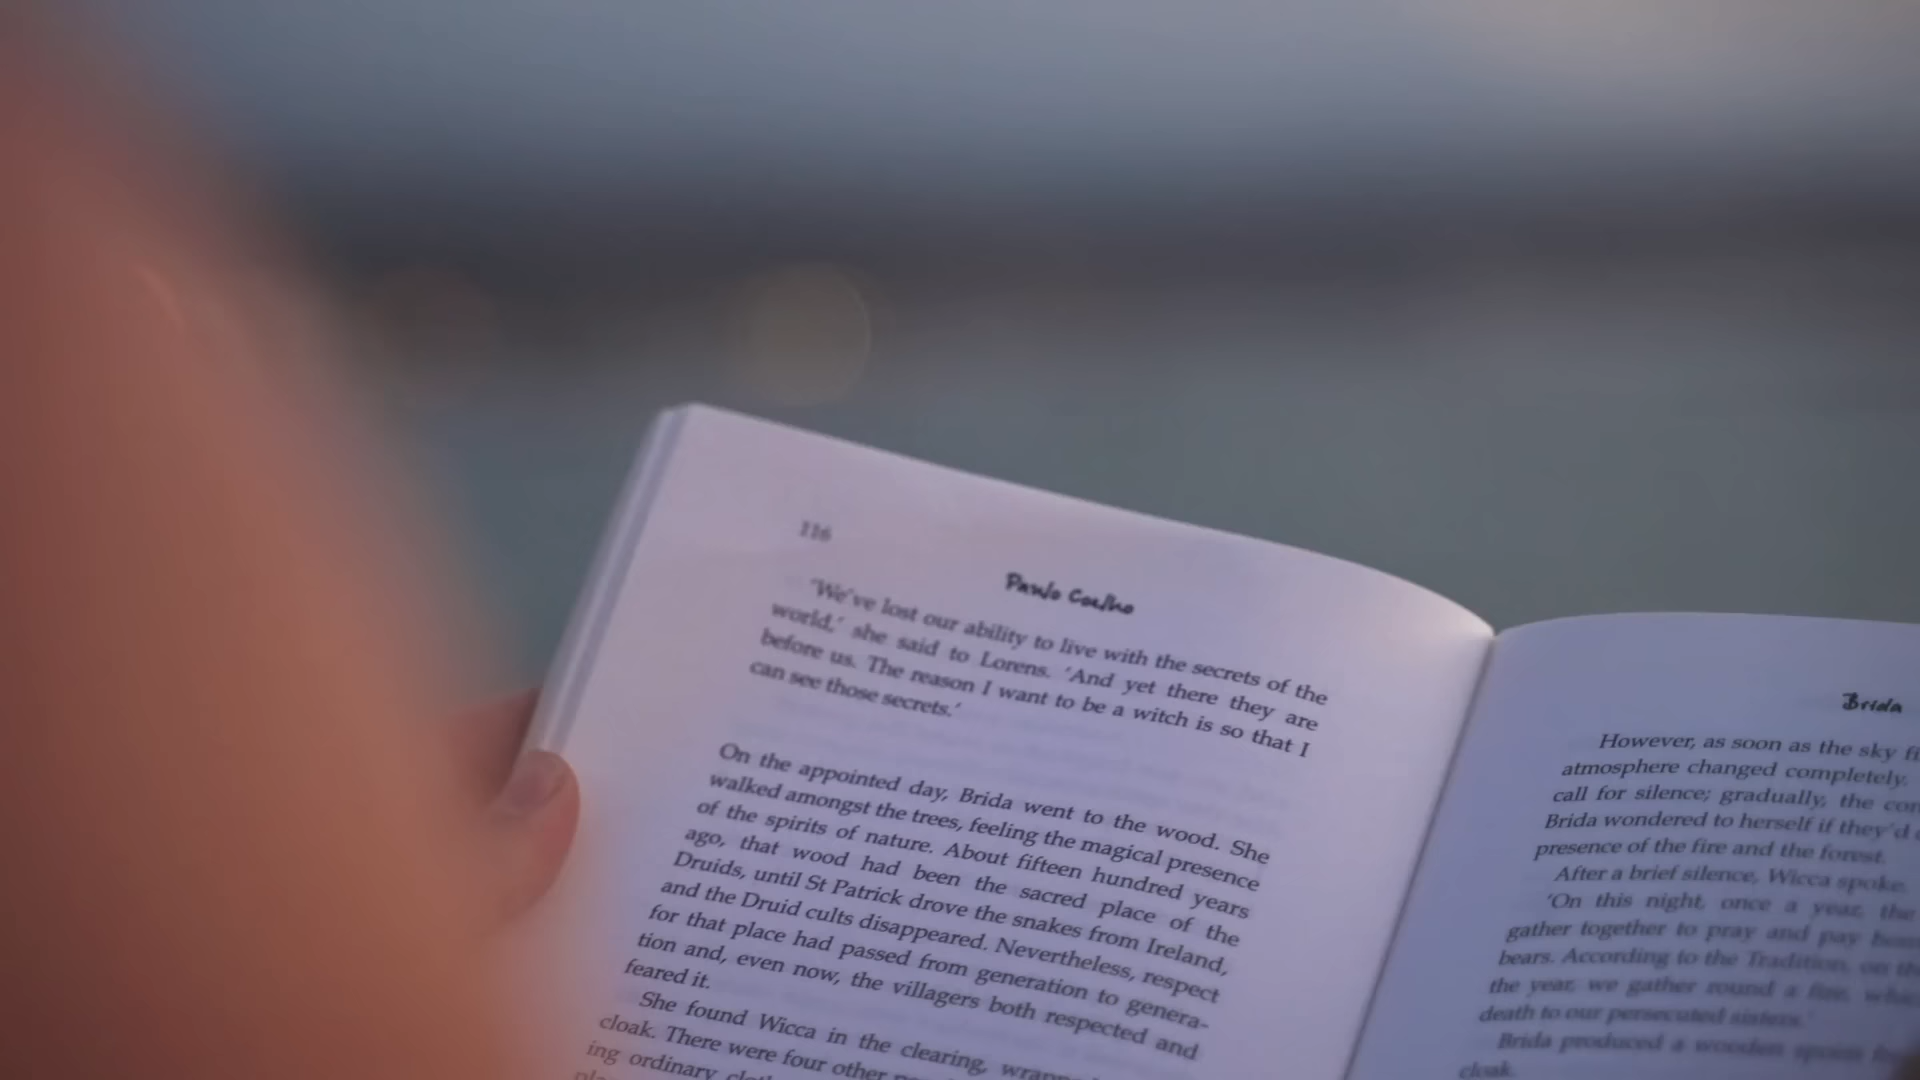 116
Paulo Coelho
'We've lost our ability to live with the secrets of the
world,' she said to Lorens. 'And yet there they are
before us. The reason I want to be a witch is so that I
can see those secrets.'
On the appointed day, Brida went to the wood. She
walked amongst the trees, feeling the magical presence
of the spirits of nature. About fifteen hundred years
ago, that wood had been the sacred place of the
Druids, until St Patrick drove the snakes from Ireland,
and the Druid cults disappeared. Nevertheless, respect
for that place had passed from generation to genera-
tion and, even now, the villagers both respected and
feared it.
She found Wicca in the clearing,
cloak. There were four other
ing ordinary
Brida
However, as soon as the sky
atmosphere changed completely.
call for silence; gradually, the
Brida wondered to herself if they'd
presence of the fire and the forest.
After a brief silence, Wicca spoke.
'On this night, once a year, the
gather together to pray and pay
bears. According to the Tradition, on
the year, we gather round a fire,
death to our persecuted sisters.'
Brida produced a wooden
cloak.